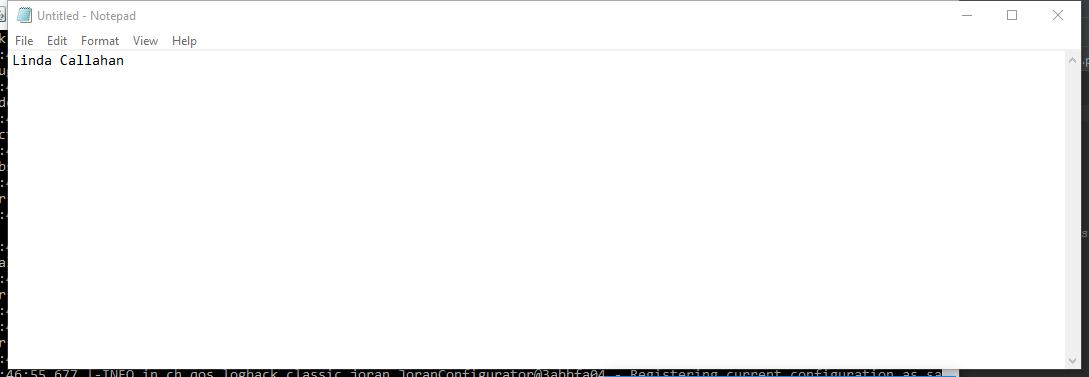 Untitled - Notepad
File Edit Format View Help
Linda Callahan
:46:55,677 |-INFO in ch.qos.logback.classic.joran.JoranConfigurator@3abbfa04 - Registering current configuration as sa